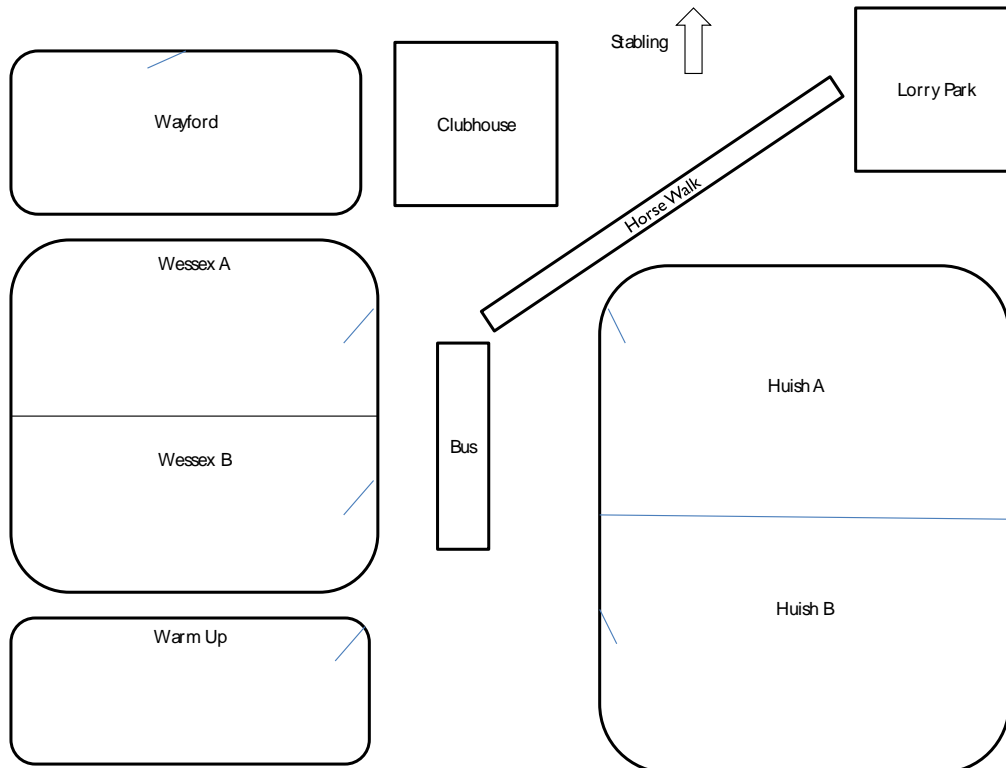 Stabling
Lorry Park
Wayford
Clubhouse
Horse Walk
Wessex A
Huish A
Bus
Wessex B
Huish B
Warm Up